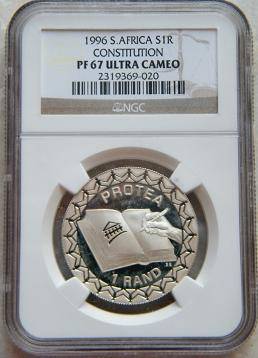 1996 S.AFRICA S1R
CONSTITUTION
PF 67 ULTRA CAMEO
2319369-020
NGC
PROTEA
1 RAND